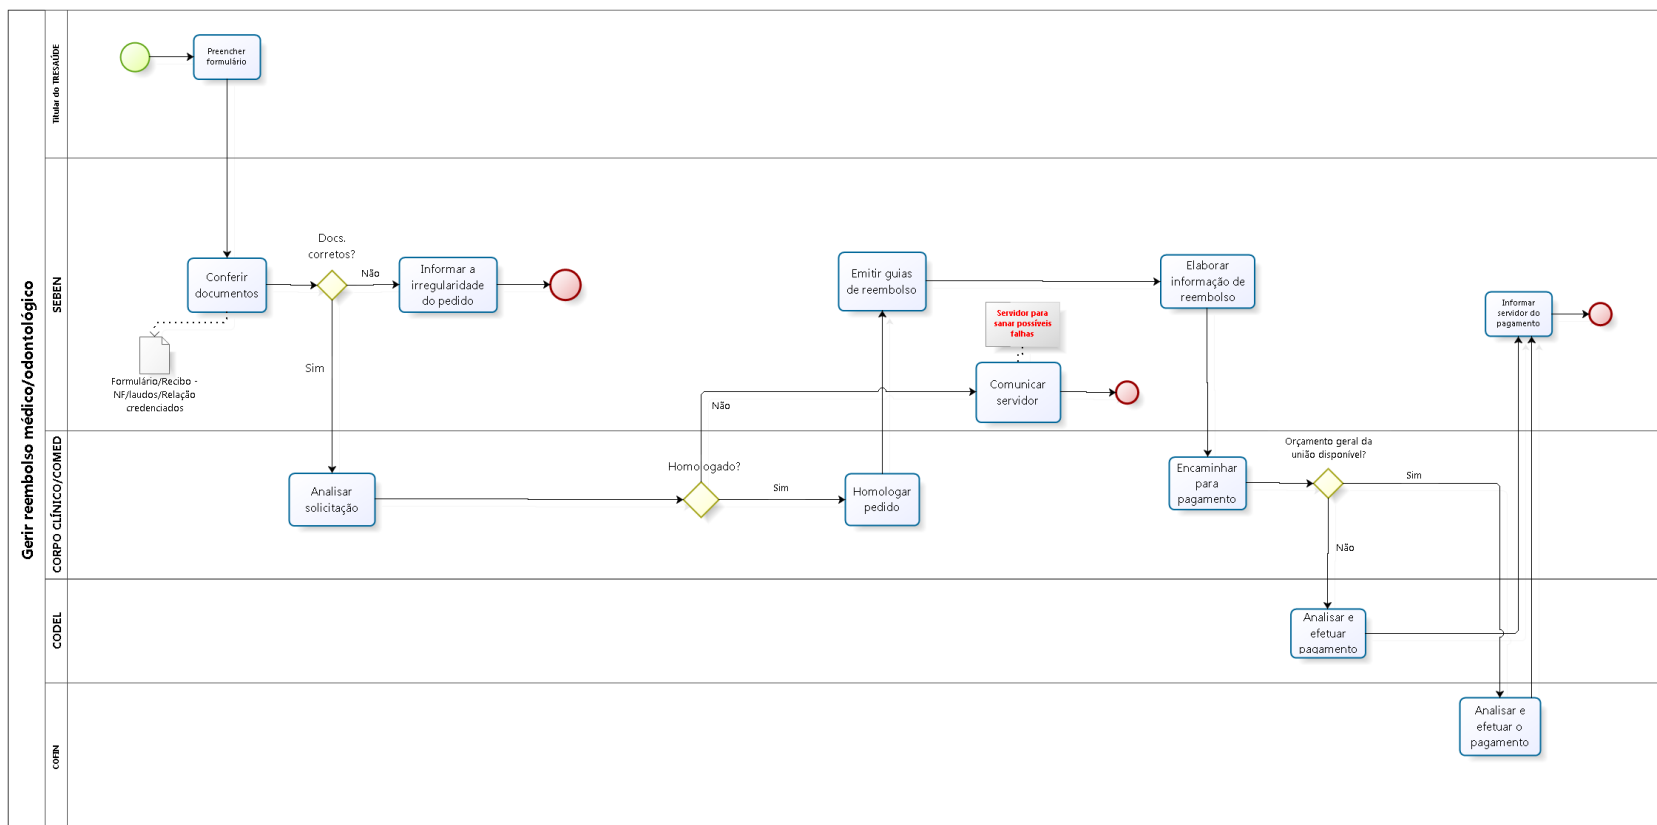 Gerir reembolso médico/odontológico
Titular do TRESAÚDE
Preencher
formulário
SEBEN
Conferir
documentos
Formulário/Recibo -
NF/laudos/Relação
credenciados
Docs.
corretos?
Não
Sim
Informar a
irregularidade
do pedido
Emitir guias
de reembolso
Servidor para
sanar possíveis
falhas
Comunicar
servidor
Elaborar
informação de
reembolso
Informar
servidor do
pagamento
CORPO CLÍNICO/COMED
Analisar
solicitação
Homologado?
Não
Sim
Homologar
pedido
Encaminhar
para
pagamento
Orçamento geral da
união disponível?
Sim
Não
CODEL
Analisar e
efetuar
pagamento
COFIN
Analisar e
efetuar o
pagamento